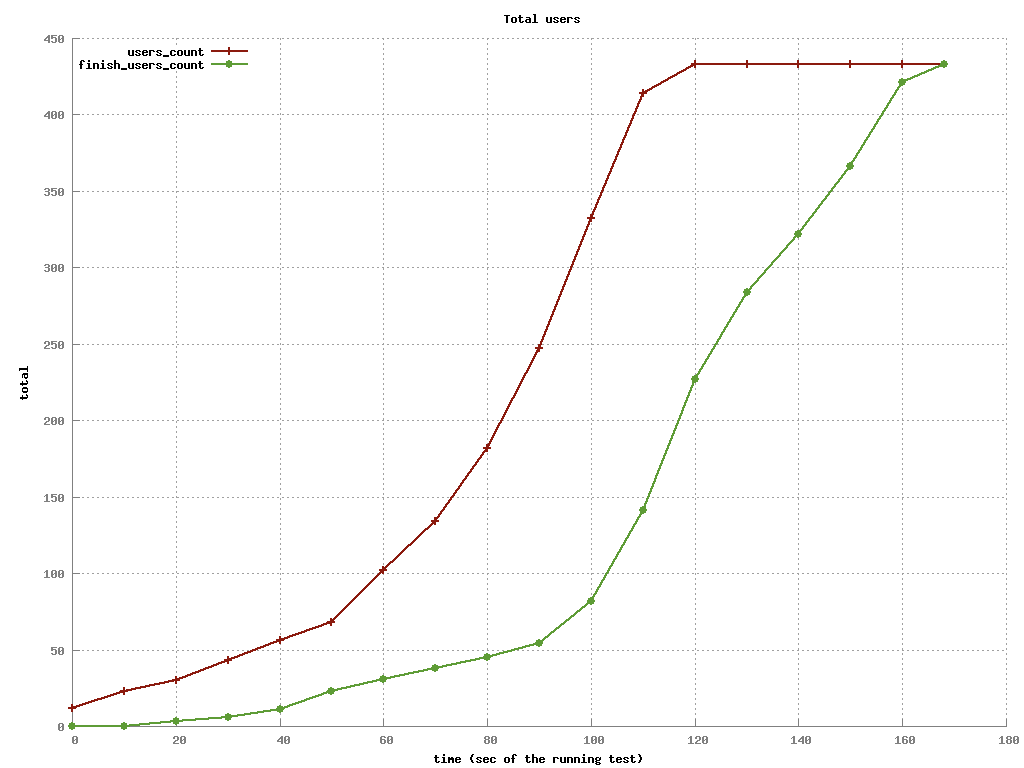 Total users
users_count
finish_users_count
450
400
350
300
250
200
150
100
50
0
total
0 20 40 60 80 100 120 140 160 180
time (sec of the running test)